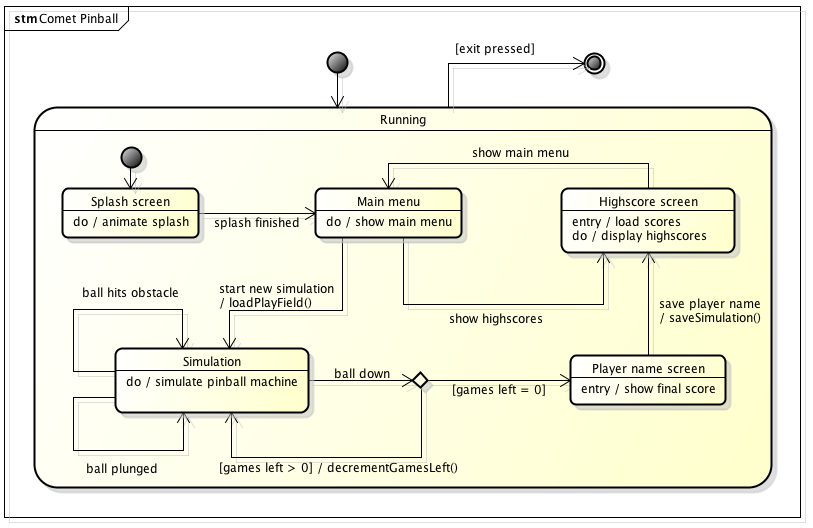 stm Comet Pinball
[exit pressed]
Running
show main menu
Splash screen
do / animate splash
splash finished
Main menu
do / show main menu
Highscore screen
entry / load scores
do / display highscores
ball hits obstacle
start new simulation
/ loadPlayField()
show highscores
save player name
/ saveSimulation()
Simulation
do / simulate pinball machine
ball down
[games left = 0]
Player name screen
entry / show final score
ball plunged
[games left > 0] / decrementGamesLeft()